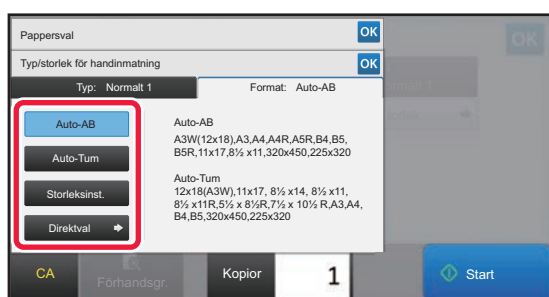 Pappersval
OK
Typ/storlek för handinmatning
OK
OK
Typ: Normalt 1
Format: Auto-AB
Auto-AB
Auto-AB
A3W(12x18),A3,A4,A4R,A5R,B4,B5,
B5R,11x17,8½ x11,320x450,225x320
Auto-Tum
Auto-Tum
12x18(A3W),11x17, 8½ x14, 8½ x11,
8½ x11R,5½ x 8½R,7½ x 10½ R,A3,A4,
B4,B5,320x450,225x320
Storleksinst.
Direktval
CA
Förhandsgr.
Kopior
1
Start